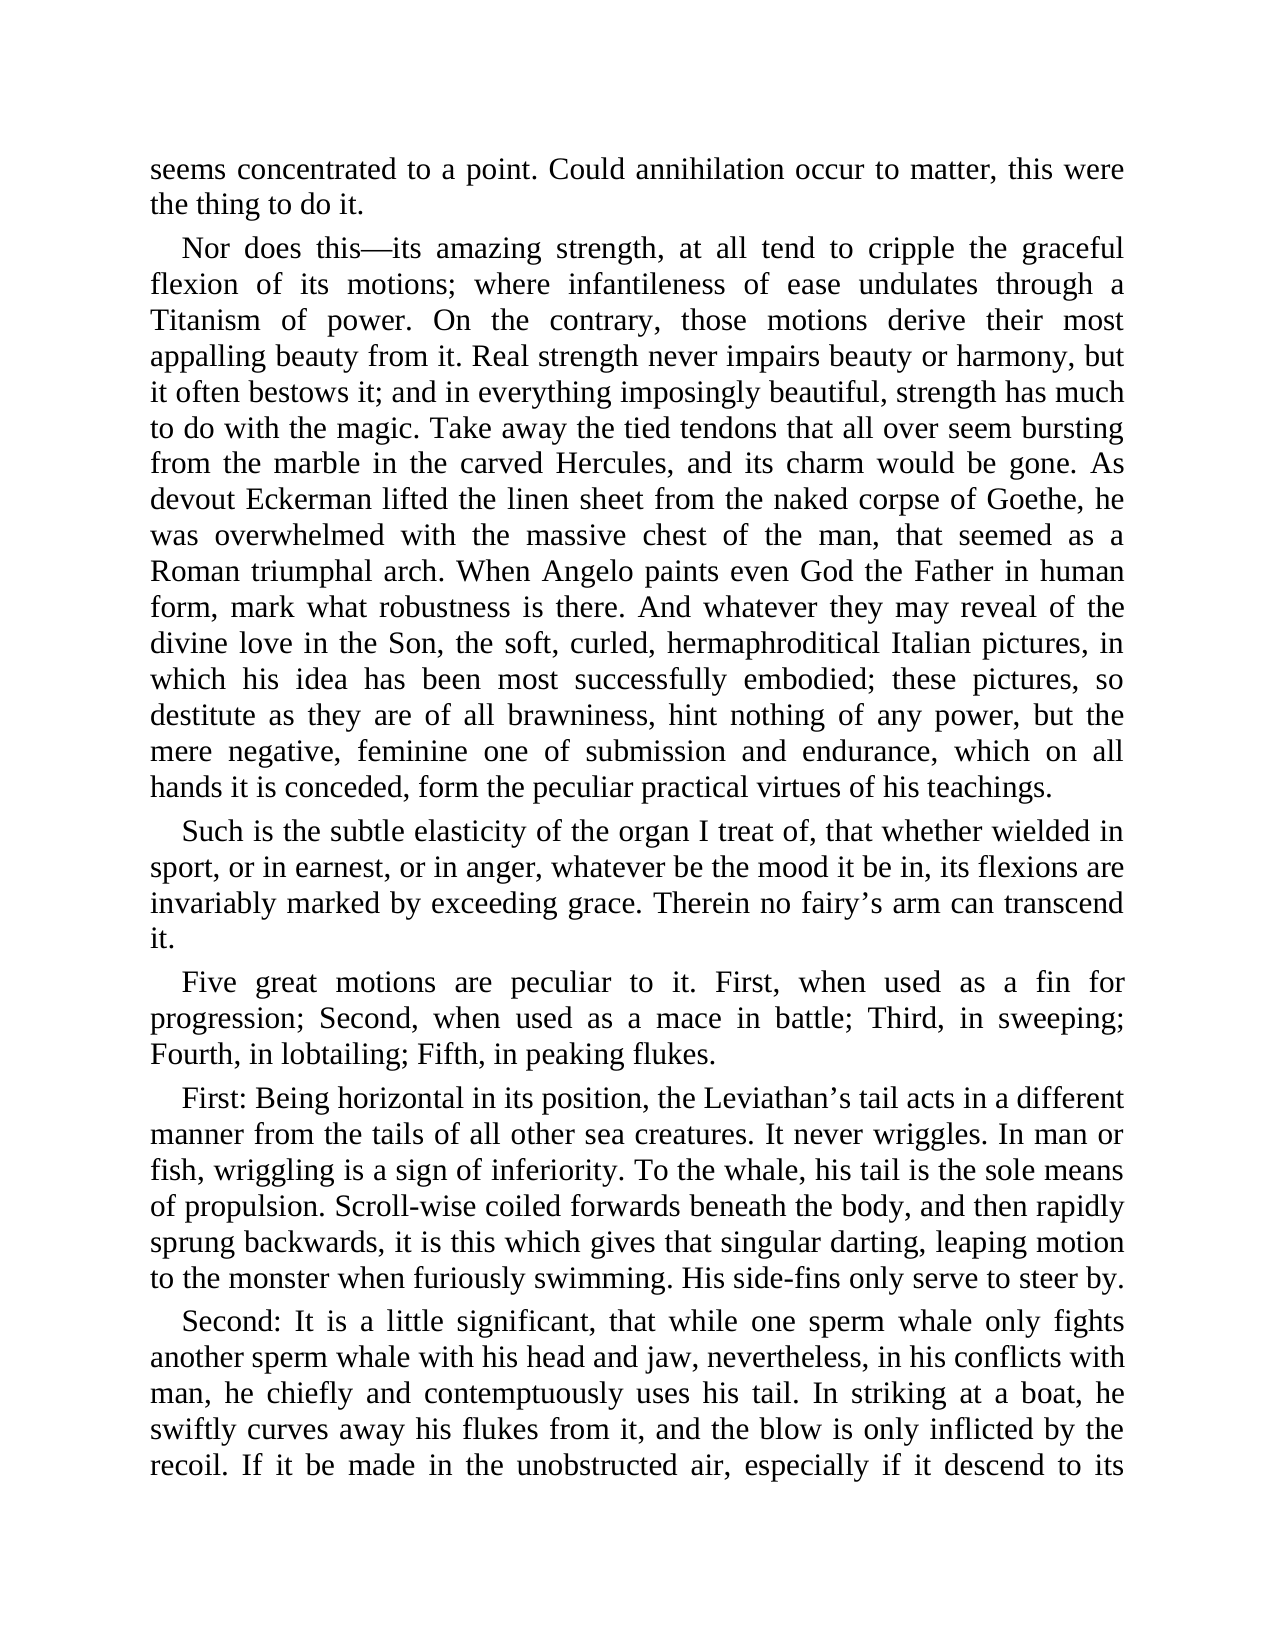 seems concentrated to a point. Could annihilation occur to matter, this were
the thing to do it.
Nor does this—its amazing strength, at all tend to cripple the graceful
flexion of its motions; where infantileness of ease undulates through a
Titanism of power. On the contrary, those motions derive their most
appalling beauty from it. Real strength never impairs beauty or harmony, but
it often bestows it; and in everything imposingly beautiful, strength has much
to do with the magic. Take away the tied tendons that all over seem bursting
from the marble in the carved Hercules, and its charm would be gone. As
devout Eckerman lifted the linen sheet from the naked corpse of Goethe, he
was overwhelmed with the massive chest of the man, that seemed as a
Roman triumphal arch. When Angelo paints even God the Father in human
form, mark what robustness is there. And whatever they may reveal of the
divine love in the Son, the soft, curled, hermaphroditical Italian pictures, in
which his idea has been most successfully embodied; these pictures, so
destitute as they are of all brawniness, hint nothing of any power, but the
mere negative, feminine one of submission and endurance, which on all
hands it is conceded, form the peculiar practical virtues of his teachings.
Such is the subtle elasticity of the organ I treat of, that whether wielded in
sport, or in earnest, or in anger, whatever be the mood it be in, its flexions are
invariably marked by exceeding grace. Therein no fairy’s arm can transcend
it.
Five great motions are peculiar to it. First, when used as a fin for
progression; Second, when used as a mace in battle; Third, in sweeping;
Fourth, in lobtailing; Fifth, in peaking flukes.
First: Being horizontal in its position, the Leviathan’s tail acts in a different
manner from the tails of all other sea creatures. It never wriggles. In man or
fish, wriggling is a sign of inferiority. To the whale, his tail is the sole means
of propulsion. Scroll-wise coiled forwards beneath the body, and then rapidly
sprung backwards, it is this which gives that singular darting, leaping motion
to the monster when furiously swimming. His side-fins only serve to steer by.
Second: It is a little significant, that while one sperm whale only fights
another sperm whale with his head and jaw, nevertheless, in his conflicts with
man, he chiefly and contemptuously uses his tail. In striking at a boat, he
swiftly curves away his flukes from it, and the blow is only inflicted by the
recoil. If it be made in the unobstructed air, especially if it descend to its